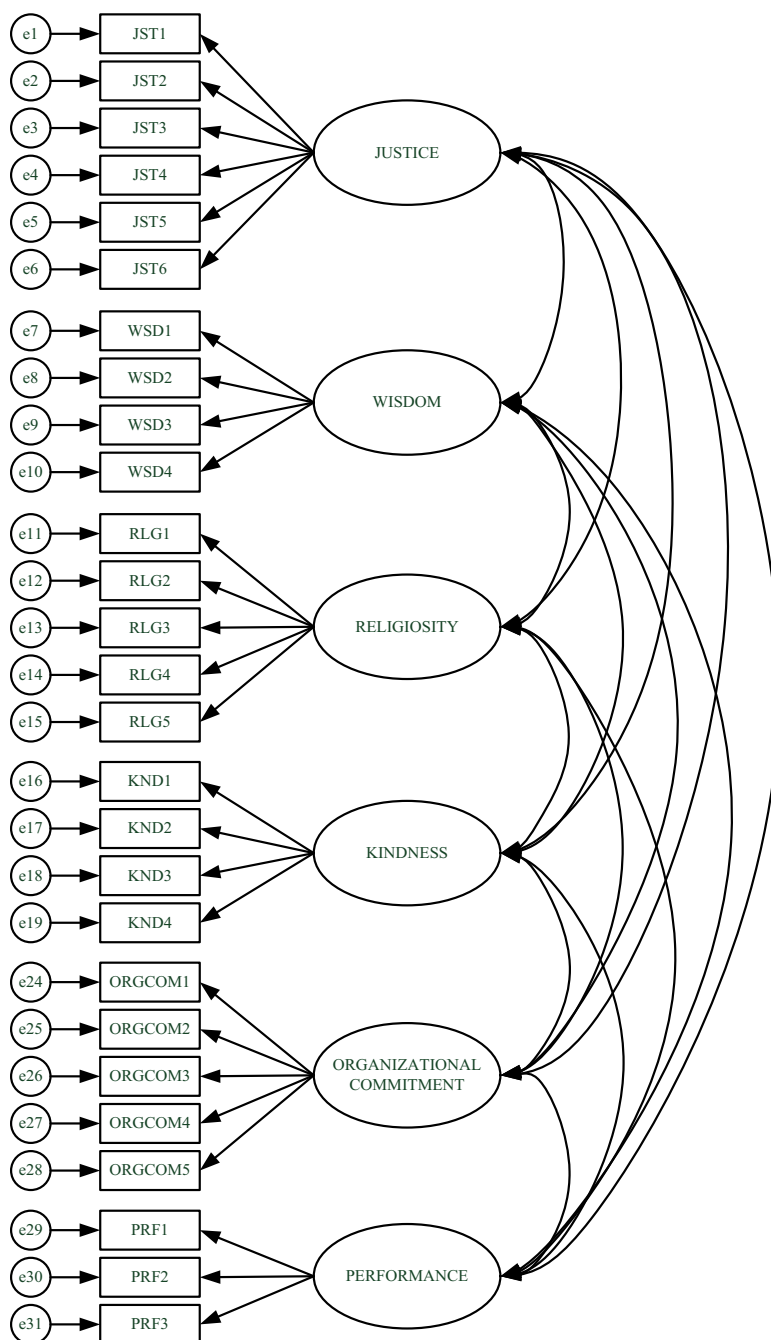 e1 JST1
e2 JST2
e3 JST3
JUSTICE
e4 JST4
e5 JST5
e6 JST6
e7 WSD1
e8 WSD2
WISDOM
e9 WSD3
e10 WSD4
e11 RLG1
e12 RLG2
e13 RLG3
RELIGIOSITY
e14 RLG4
e15 RLG5
e16 KND1
e17 KND2
KINDNESS
e18 KND3
e19 KND4
e24 ORGCOM1
e25 ORGCOM2
e26 ORGCOM3
ORGANIZATIONAL
COMMITMENT
e27 ORGCOM4
e28 ORGCOM5
e29 PRF1
e30 PRF2
PERFORMANCE
e31 PRF3